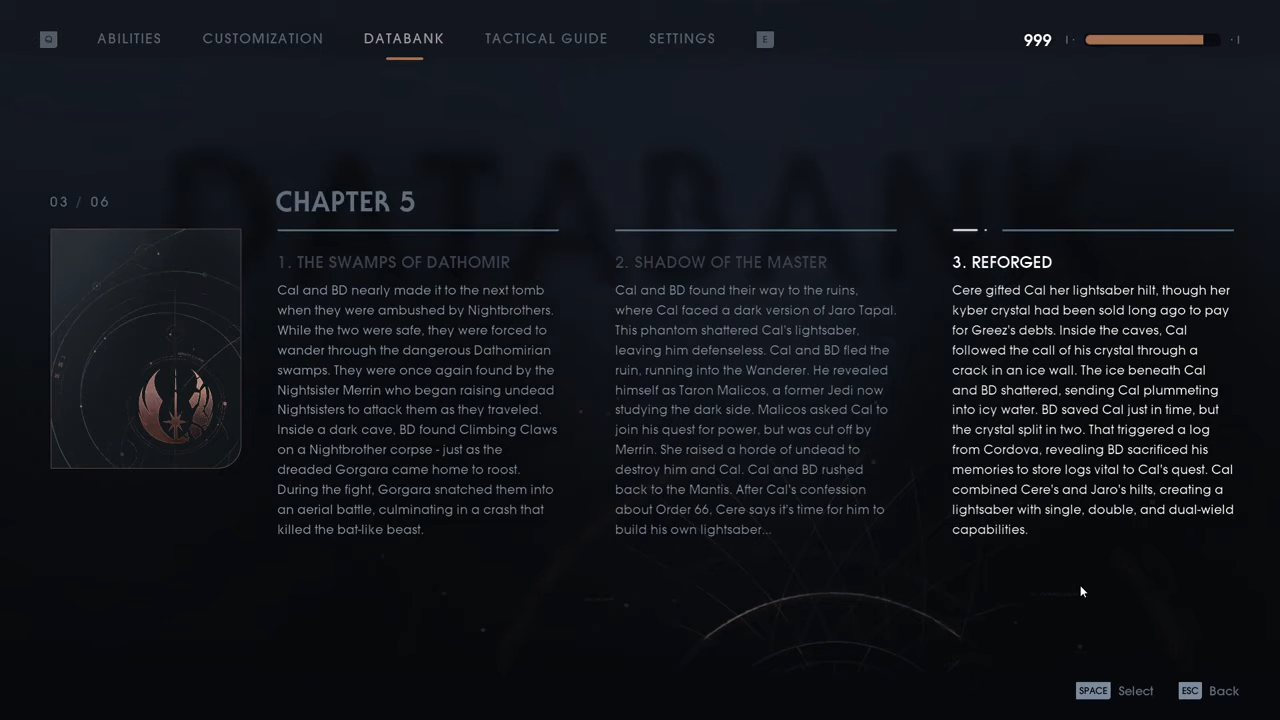 Q ABILITIES CUSTOMIZATION DATABANK TACTICAL GUIDE SETTINGS E 999
DATABANK
03 / 06
CHAPTER 5
1. THE SWAMPS OF DATHOMIR
Cal and BD nearly made it to the next tomb
when they were ambushed by Nightbrothers.
While the two were safe, they were forced to
wander through the dangerous Dathomirian
swamps. They were once again found by the
Nightsister Merrin who began raising undead
Nightsisters to attack them as they traveled.
Inside a dark cave, BD found Climbing Claws
on a Nightbrother corpse - just as the
dreaded Gorgara came home to roost.
During the fight, Gorgara snatched them into
an aerial battle, culminating in a crash that
killed the bat-like beast.
2. SHADOW OF THE MASTER
Cal and BD found their way to the ruins,
where Cal faced a dark version of Jaro Tapal.
This phantom shattered Cal's lightsaber,
leaving him defenseless. Cal and BD fled the
ruin, running into the Wanderer. He revealed
himself as Taron Malicos, a former Jedi now
studying the dark side. Malicos asked Cal to
join his quest for power, but was cut off by
Merrin. She raised a horde of undead to
destroy him and Cal. Cal and BD rushed
back to the Mantis. After Cal's confession
about Order 66, Cere says it's time for him to
build his own lightsaber...
3. REFORGED
Cere gifted Cal her lightsaber hilt, though her
kyber crystal had been sold long ago to pay
for Greez's debts. Inside the caves, Cal
followed the call of his crystal through a
crack in an ice wall. The ice beneath Cal
and BD shattered, sending Cal plummeting
into icy water. BD saved Cal just in time, but
the crystal split in two. That triggered a log
from Cordova, revealing BD sacrificed his
memories to store logs vital to Cal's quest. Cal
combined Cere's and Jaro's hilts, creating a
lightsaber with single, double, and dual-wield
capabilities.
SPACE Select ESC Back